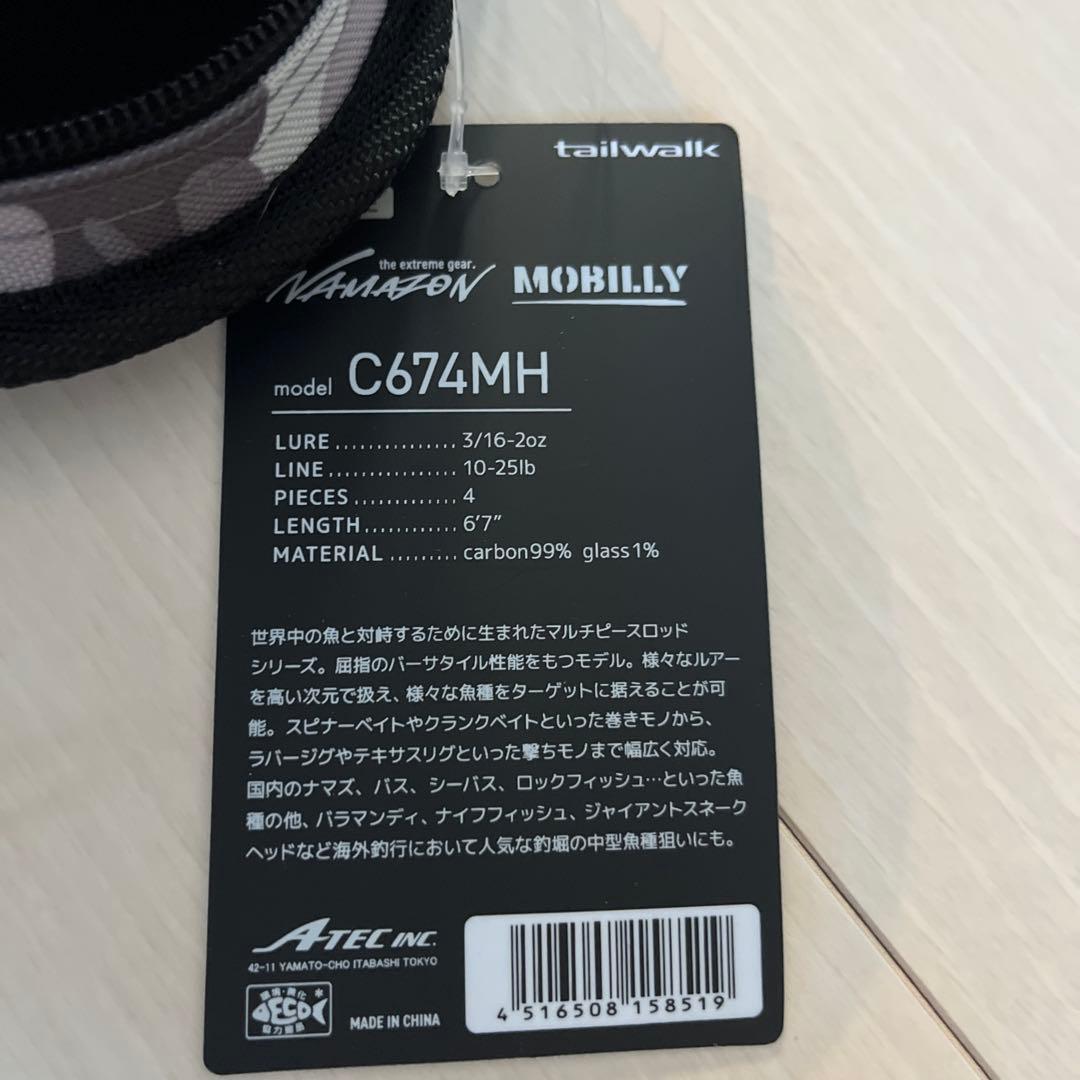 tailwalk
the extreme gear.
NAMAZON MOBILLY
model C674MH
LURE ............... 3/16-2oz
LINE ................ 10-25lb
PIECES ............. 4
LENGTH ............ 6'7"
MATERIAL ......... carbon99% glass1%
世界中の魚と対峙するために生まれたマルチピースロッド
シリーズ。屈指のバーサタイル性能をもつモデル。様々なルアー
を高い次元で扱え、様々な魚種をターゲットに据えることが可
能。スピナーベイトやクランクベイトといった巻きモノから、
ラバージグやテキサスリグといった撃ちモノまで幅広く対応。
国内のナマズ、バス、シーバス、ロックフィッシュ…といった魚
種の他、バラマンディ、ナイフフィッシュ、ジャイアントスネーク
ヘッドなど海外釣行において人気な釣堀の中型魚種狙いにも。
A-TEC INC.
42-11 YAMATO-CHO ITABASHI TOKYO
環境・美化
ECO
協力商品
MADE IN CHINA
4 516508 158519